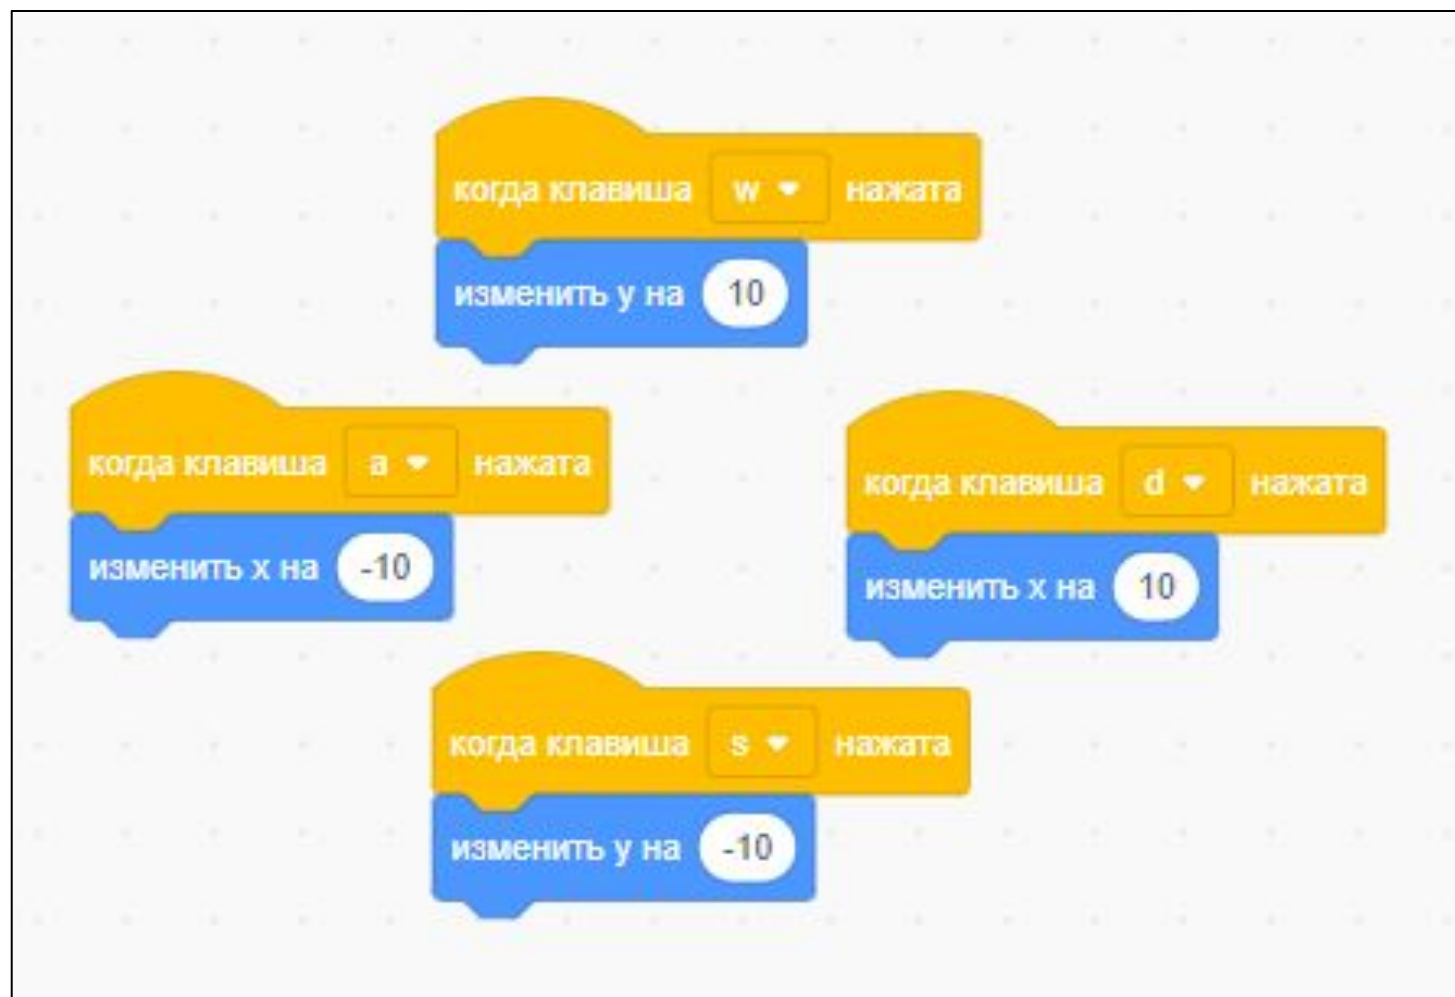 когда клавиша w нажата
изменить y на 10
когда клавиша a нажата
изменить x на -10
когда клавиша d нажата
изменить x на 10
когда клавиша s нажата
изменить y на -10